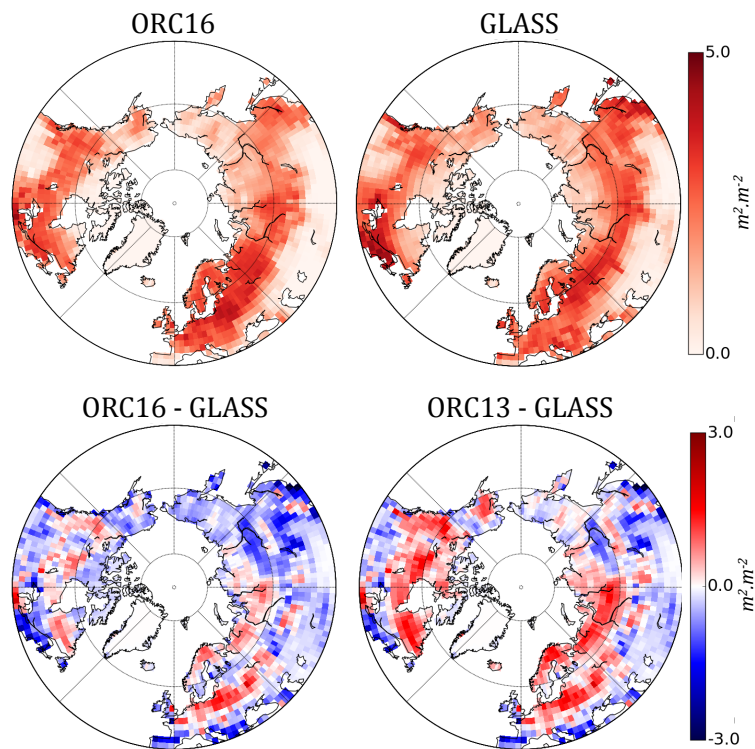 ORC16
GLASS
5.0
m².m⁻²
0.0
ORC16 - GLASS
ORC13 - GLASS
3.0
0.0
m².m⁻²
-3.0